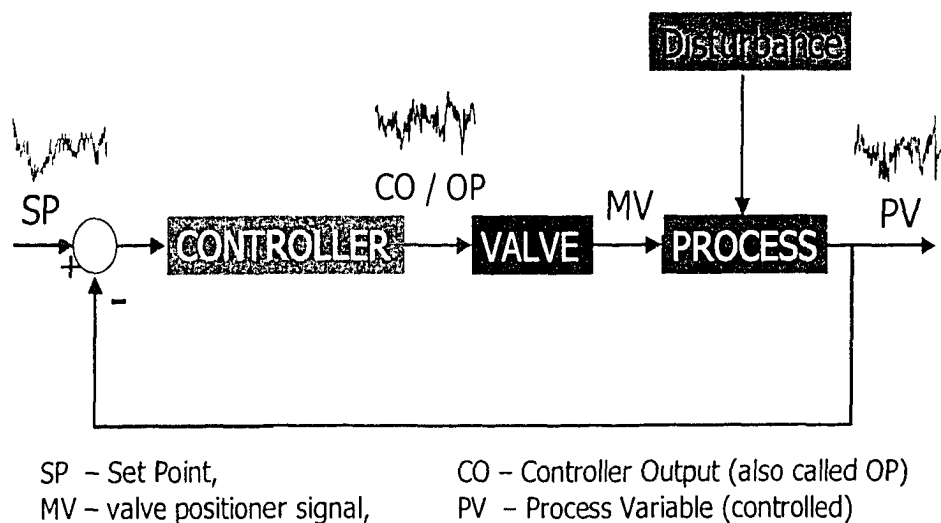 Disturbance
SP
CO / OP
MV
PV
+
CONTROLLER
VALVE
PROCESS
-
SP – Set Point,
CO – Controller Output (also called OP)
MV – valve positioner signal,
PV – Process Variable (controlled)